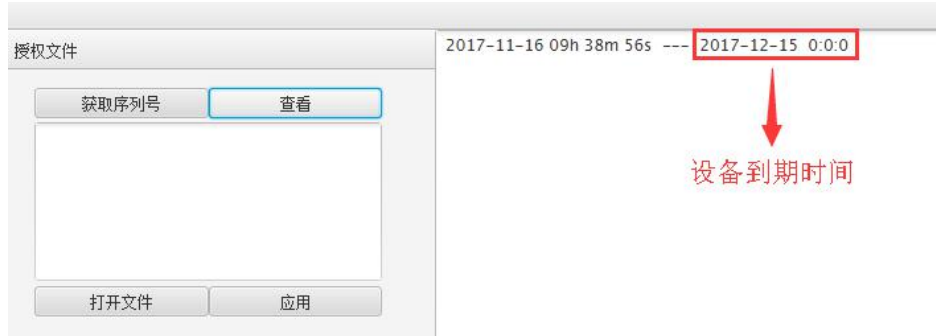 授权文件
获取序列号
查看
打开文件
应用
2017-11-16 09h 38m 56s --- 2017-12-15 0:0:0
设备到期时间